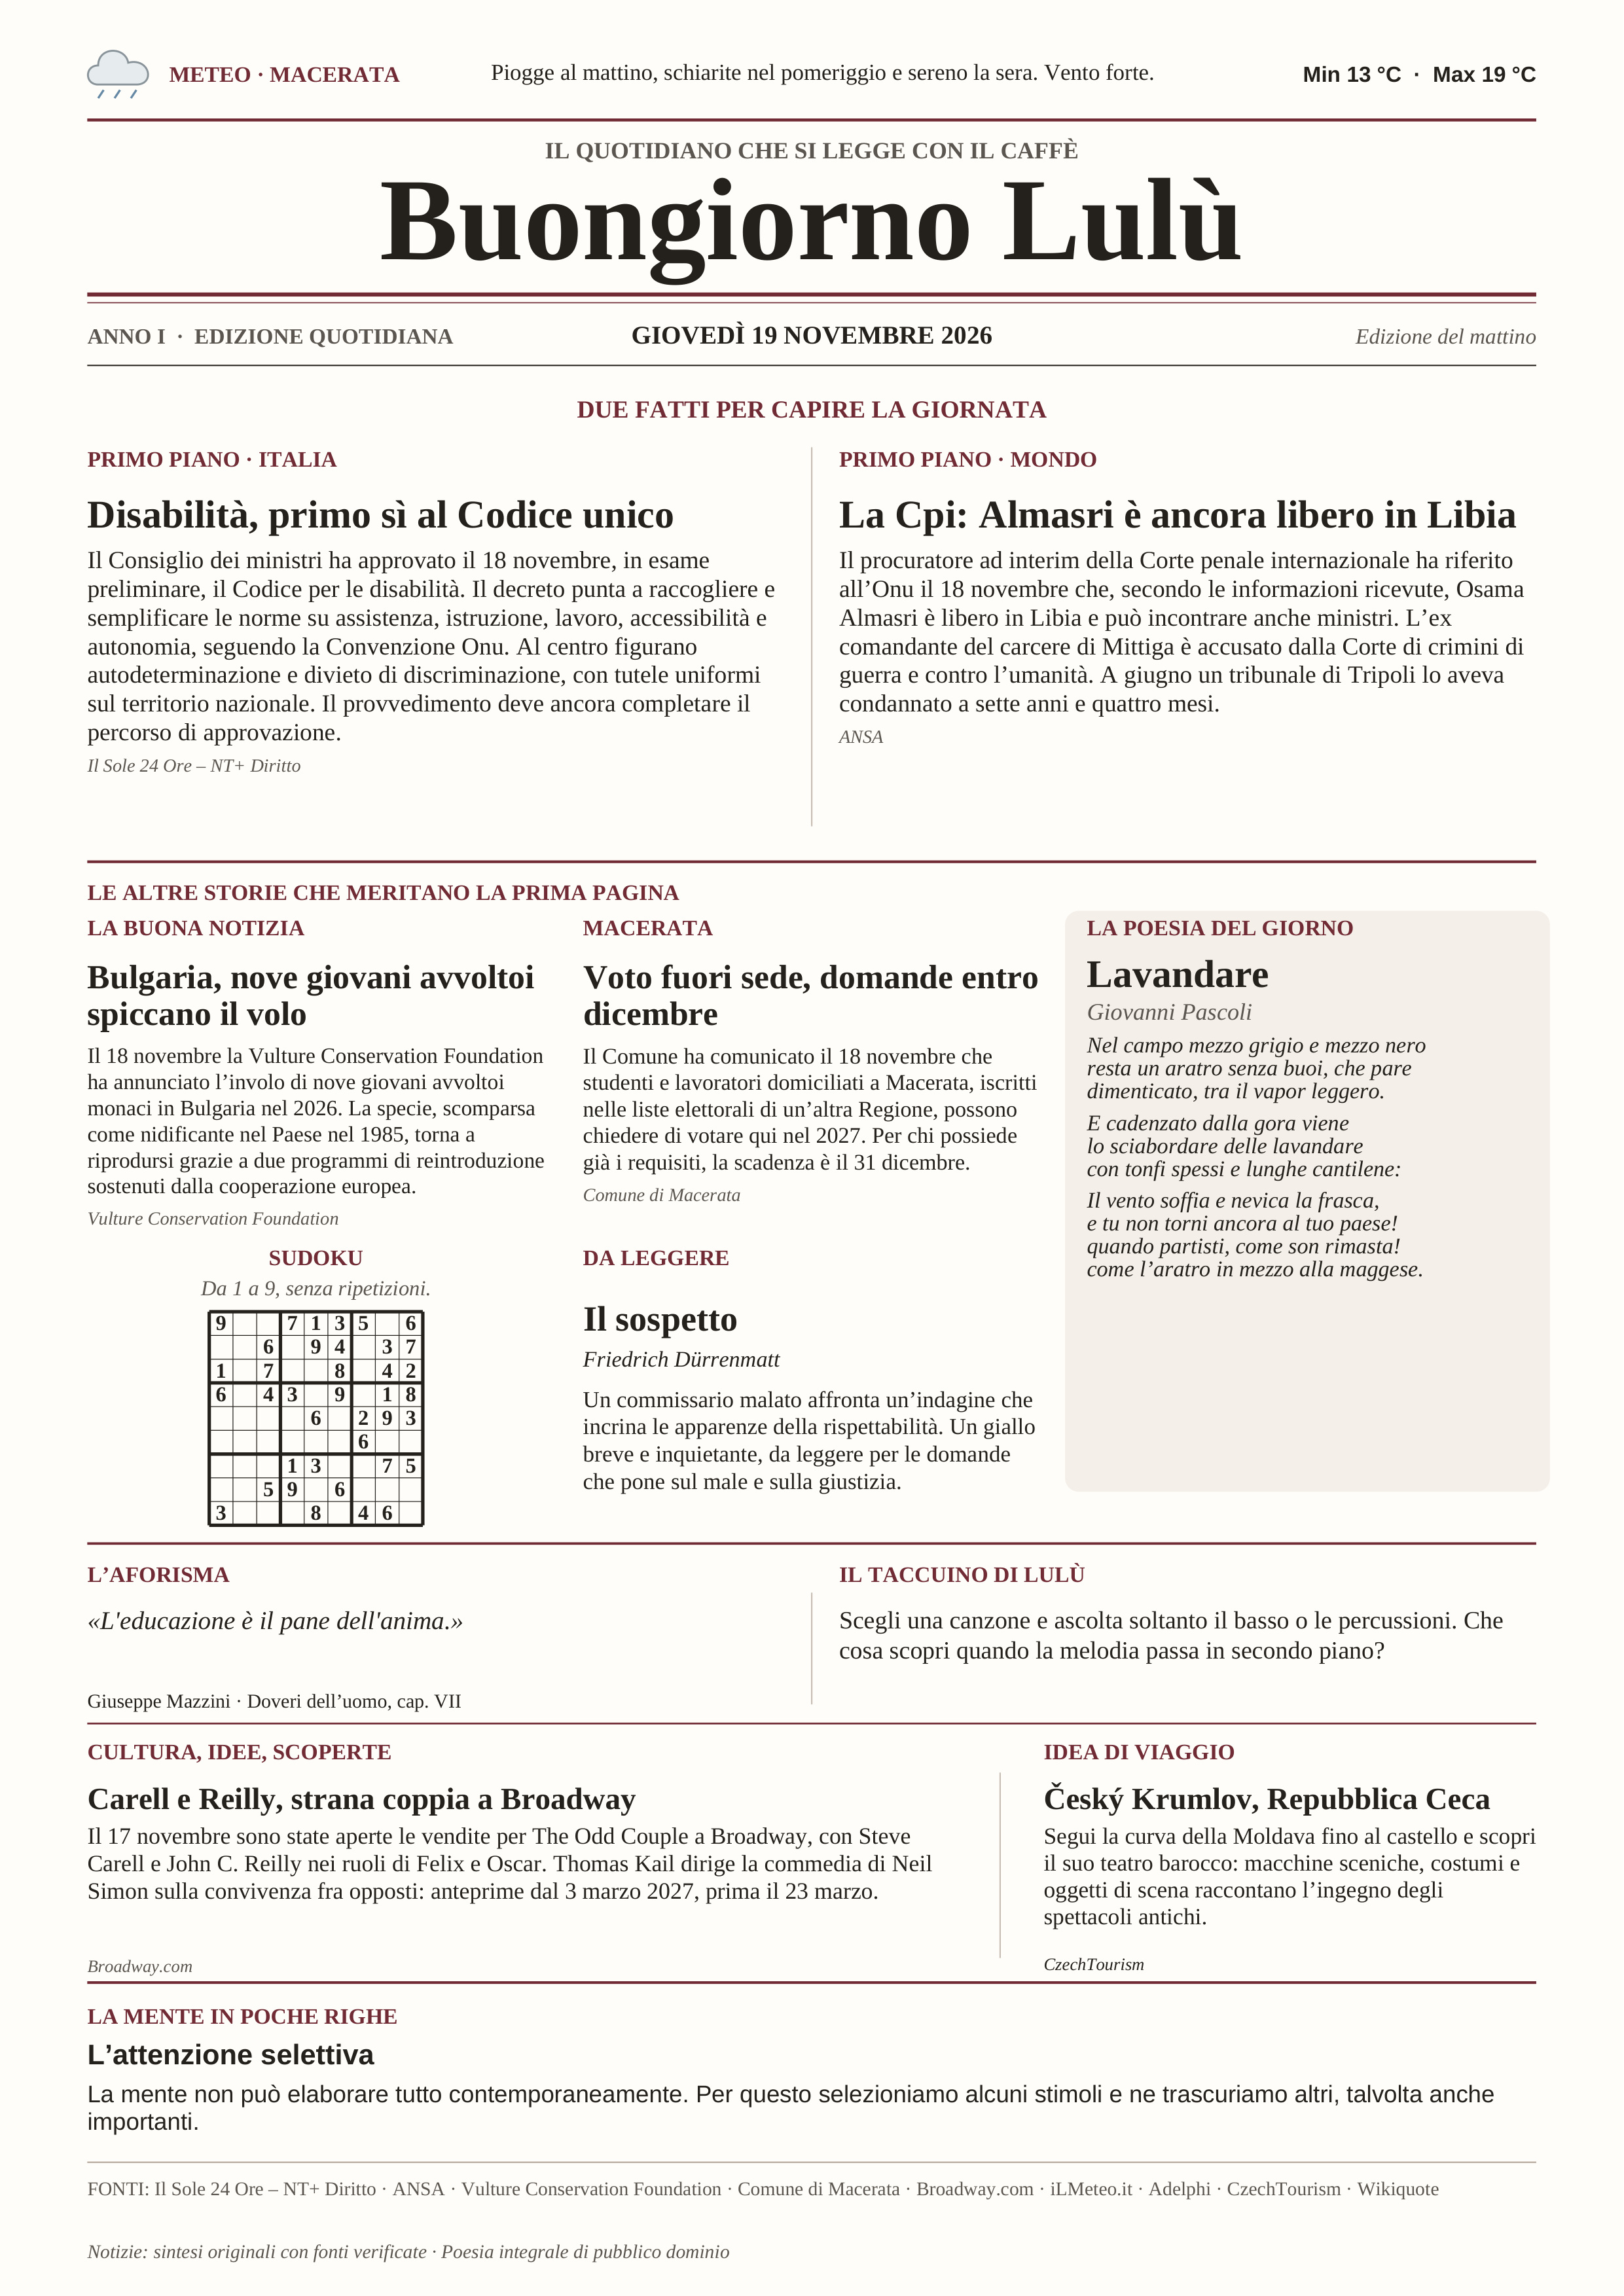 METEO · MACERATA
Piogge al mattino, schiarite nel pomeriggio e sereno la sera. Vento forte.
Min 13 °C · Max 19 °C
IL QUOTIDIANO CHE SI LEGGE CON IL CAFFÈ
Buongiorno Lulù
ANNO I · EDIZIONE QUOTIDIANA
GIOVEDÌ 19 NOVEMBRE 2026
Edizione del mattino
DUE FATTI PER CAPIRE LA GIORNATA
PRIMO PIANO · ITALIA
Disabilità, primo sì al Codice unico
Il Consiglio dei ministri ha approvato il 18 novembre, in esame
preliminare, il Codice per le disabilità. Il decreto punta a raccogliere e
semplificare le norme su assistenza, istruzione, lavoro, accessibilità e
autonomia, seguendo la Convenzione Onu. Al centro figurano
autodeterminazione e divieto di discriminazione, con tutele uniformi
sul territorio nazionale. Il provvedimento deve ancora completare il
percorso di approvazione.
Il Sole 24 Ore – NT+ Diritto
PRIMO PIANO · MONDO
La Cpi: Almasri è ancora libero in Libia
Il procuratore ad interim della Corte penale internazionale ha riferito
all’Onu il 18 novembre che, secondo le informazioni ricevute, Osama
Almasri è libero in Libia e può incontrare anche ministri. L’ex
comandante del carcere di Mittiga è accusato dalla Corte di crimini di
guerra e contro l’umanità. A giugno un tribunale di Tripoli lo aveva
condannato a sette anni e quattro mesi.
ANSA
LE ALTRE STORIE CHE MERITANO LA PRIMA PAGINA
LA BUONA NOTIZIA
Bulgaria, nove giovani avvoltoi
spiccano il volo
Il 18 novembre la Vulture Conservation Foundation
ha annunciato l’involo di nove giovani avvoltoi
monaci in Bulgaria nel 2026. La specie, scomparsa
come nidificante nel Paese nel 1985, torna a
riprodursi grazie a due programmi di reintroduzione
sostenuti dalla cooperazione europea.
Vulture Conservation Foundation
MACERATA
Voto fuori sede, domande entro
dicembre
Il Comune ha comunicato il 18 novembre che
studenti e lavoratori domiciliati a Macerata, iscritti
nelle liste elettorali di un’altra Regione, possono
chiedere di votare qui nel 2027. Per chi possiede
già i requisiti, la scadenza è il 31 dicembre.
Comune di Macerata
LA POESIA DEL GIORNO
Lavandare
Giovanni Pascoli
Nel campo mezzo grigio e mezzo nero
resta un aratro senza buoi, che pare
dimenticato, tra il vapor leggero.
E cadenzato dalla gora viene
lo sciabordare delle lavandare
con tonfi spessi e lunghe cantilene:
Il vento soffia e nevica la frasca,
e tu non torni ancora al tuo paese!
quando partisti, come son rimasta!
come l’aratro in mezzo alla maggese.
SUDOKU
Da 1 a 9, senza ripetizioni.
9 7 1 3 5 6
6 9 4 3 7
1 7 8 4 2
6 4 3 9 1 8
6 2 9 3
6
1 3 7 5
5 9 6
3 8 4 6
DA LEGGERE
Il sospetto
Friedrich Dürrenmatt
Un commissario malato affronta un’indagine che
incrina le apparenze della rispettabilità. Un giallo
breve e inquietante, da leggere per le domande
che pone sul male e sulla giustizia.
L’AFORISMA
«L'educazione è il pane dell'anima.»
Giuseppe Mazzini · Doveri dell’uomo, cap. VII
IL TACCUINO DI LULÙ
Scegli una canzone e ascolta soltanto il basso o le percussioni. Che
cosa scopri quando la melodia passa in secondo piano?
CULTURA, IDEE, SCOPERTE
Carell e Reilly, strana coppia a Broadway
Il 17 novembre sono state aperte le vendite per The Odd Couple a Broadway, con Steve
Carell e John C. Reilly nei ruoli di Felix e Oscar. Thomas Kail dirige la commedia di Neil
Simon sulla convivenza fra opposti: anteprime dal 3 marzo 2027, prima il 23 marzo.
Broadway.com
IDEA DI VIAGGIO
Český Krumlov, Repubblica Ceca
Segui la curva della Moldava fino al castello e scopri
il suo teatro barocco: macchine sceniche, costumi e
oggetti di scena raccontano l’ingegno degli
spettacoli antichi.
CzechTourism
LA MENTE IN POCHE RIGHE
L’attenzione selettiva
La mente non può elaborare tutto contemporaneamente. Per questo selezioniamo alcuni stimoli e ne trascuriamo altri, talvolta anche
importanti.
FONTI: Il Sole 24 Ore – NT+ Diritto · ANSA · Vulture Conservation Foundation · Comune di Macerata · Broadway.com · iLMeteo.it · Adelphi · CzechTourism · Wikiquote
Notizie: sintesi originali con fonti verificate · Poesia integrale di pubblico dominio